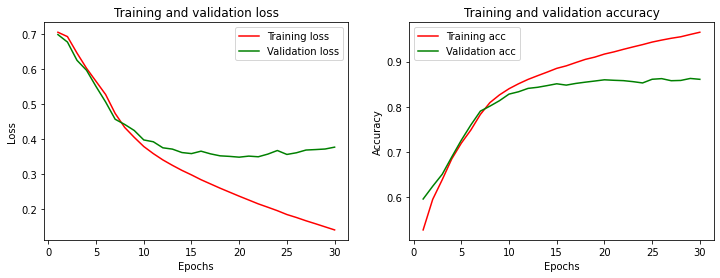 Training and validation loss
Training loss
Validation loss
0.7
0.6
0.5
0.4
0.3
0.2
Loss
0
5
10
15
20
25
30
Epochs
Training and validation accuracy
Training acc
Validation acc
0.9
0.8
0.7
0.6
Accuracy
0
5
10
15
20
25
30
Epochs